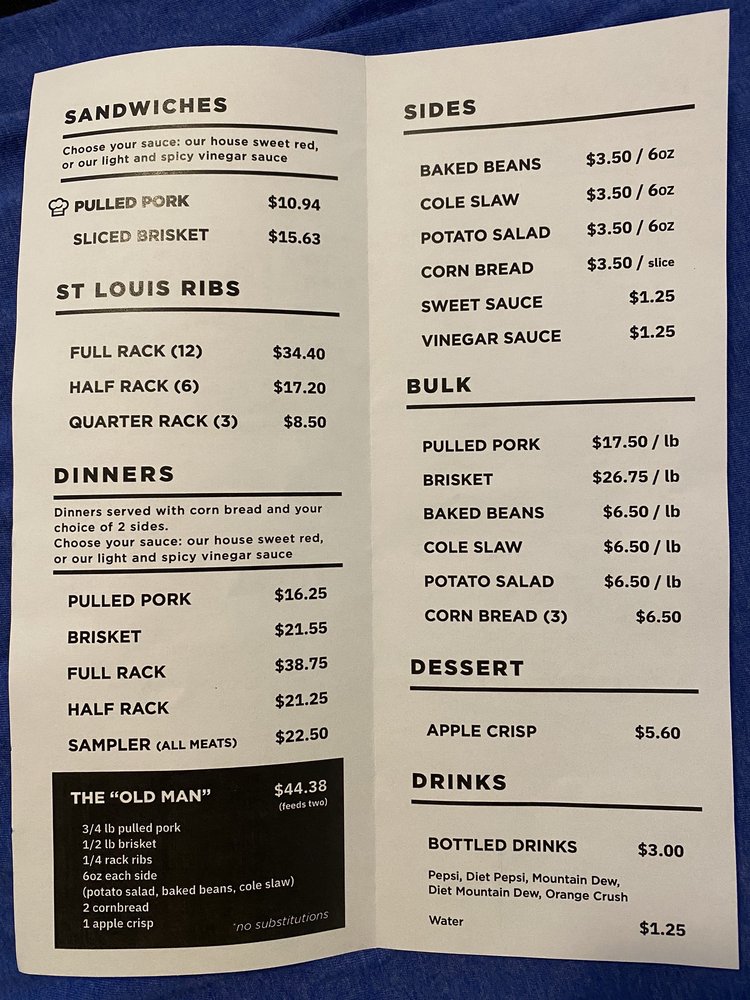 SANDWICHES
Choose your sauce: our house sweet red,
or our light and spicy vinegar sauce
PULLED PORK $10.94
SLICED BRISKET $15.63
ST LOUIS RIBS
FULL RACK (12) $34.40
HALF RACK (6) $17.20
QUARTER RACK (3) $8.50
DINNERS
Dinners served with corn bread and your
choice of 2 sides.
Choose your sauce: our house sweet red,
or our light and spicy vinegar sauce
PULLED PORK $16.25
BRISKET $21.55
FULL RACK $38.75
HALF RACK $21.25
SAMPLER (ALL MEATS) $22.50
THE “OLD MAN” $44.38
(feeds two)
3/4 lb pulled pork
1/2 lb brisket
1/4 rack ribs
6oz each side
(potato salad, baked beans, cole slaw)
2 cornbread
1 apple crisp
*no substitutions
SIDES
BAKED BEANS $3.50 / 6oz
COLE SLAW $3.50 / 6oz
POTATO SALAD $3.50 / 6oz
CORN BREAD $3.50 / slice
SWEET SAUCE $1.25
VINEGAR SAUCE $1.25
BULK
PULLED PORK $17.50 / lb
BRISKET $26.75 / lb
BAKED BEANS $6.50 / lb
COLE SLAW $6.50 / lb
POTATO SALAD $6.50 / lb
CORN BREAD (3) $6.50
DESSERT
APPLE CRISP $5.60
DRINKS
BOTTLED DRINKS $3.00
Pepsi, Diet Pepsi, Mountain Dew,
Diet Mountain Dew, Orange Crush
Water $1.25